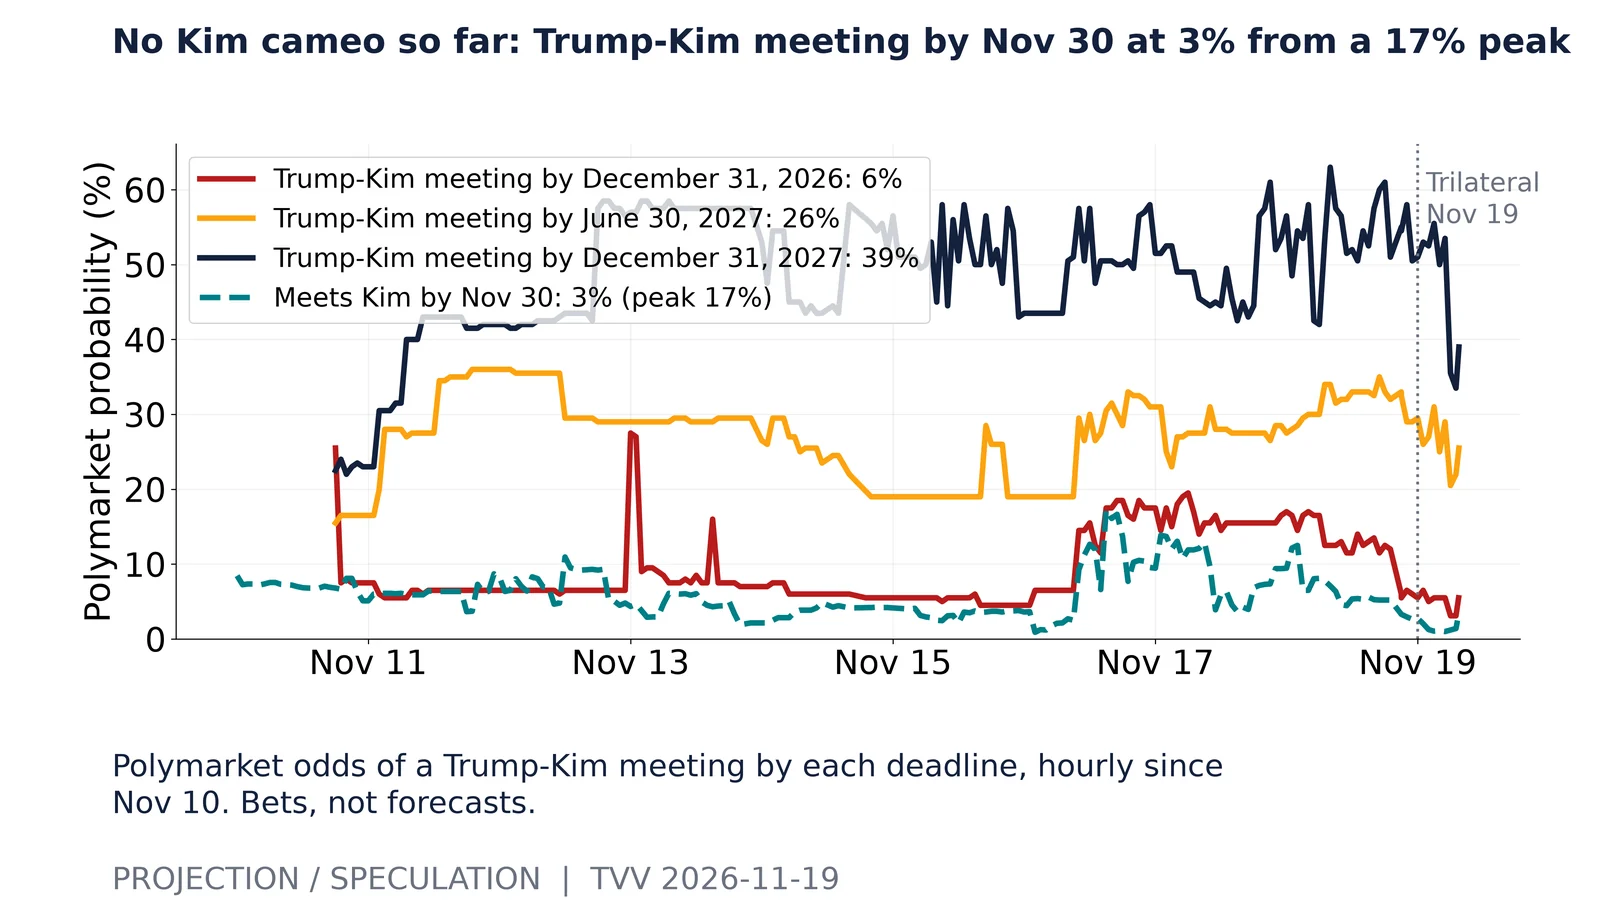 No Kim cameo so far: Trump-Kim meeting by Nov 30 at 3% from a 17% peak
Polymarket probability (%)
60
50
40
30
20
10
0
Trump-Kim meeting by December 31, 2026: 6%
Trump-Kim meeting by June 30, 2027: 26%
Trump-Kim meeting by December 31, 2027: 39%
Meets Kim by Nov 30: 3% (peak 17%)
Trilateral
Nov 19
Nov 11
Nov 13
Nov 15
Nov 17
Nov 19
Polymarket odds of a Trump-Kim meeting by each deadline, hourly since
Nov 10. Bets, not forecasts.
PROJECTION / SPECULATION | TVV 2026-11-19